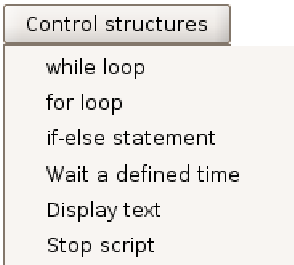 Control structures
while loop
for loop
if-else statement
Wait a defined time
Display text
Stop script